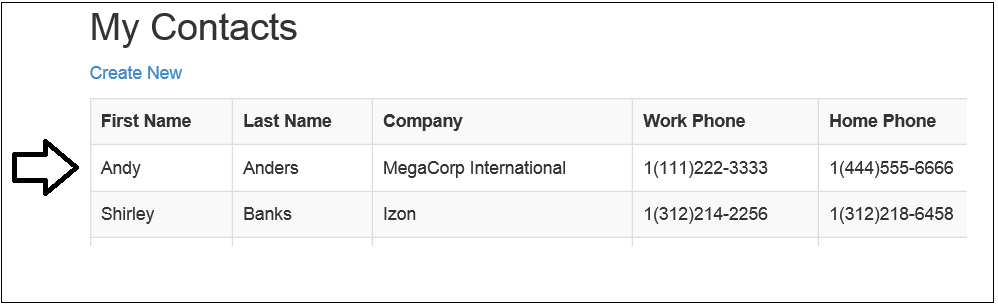 My Contacts
Create New
First Name Last Name Company Work Phone Home Phone
Andy Anders MegaCorp International 1(111)222-3333 1(444)555-6666
Shirley Banks Izon 1(312)214-2256 1(312)218-6458